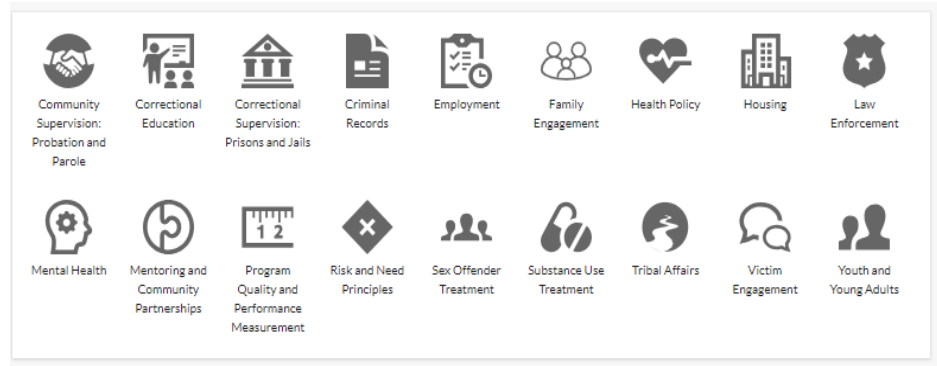 Community
Supervision:
Probation and
Parole
Correctional
Education
Correctional
Supervision:
Prisons and Jails
Criminal
Records
Employment
Family
Engagement
Health Policy
Housing
Law
Enforcement
1 2
Mental Health
Mentoring and
Community
Partnerships
Program
Quality and
Performance
Measurement
Risk and Need
Principles
Sex Offender
Treatment
Substance Use
Treatment
Tribal Affairs
Victim
Engagement
Youth and
Young Adults